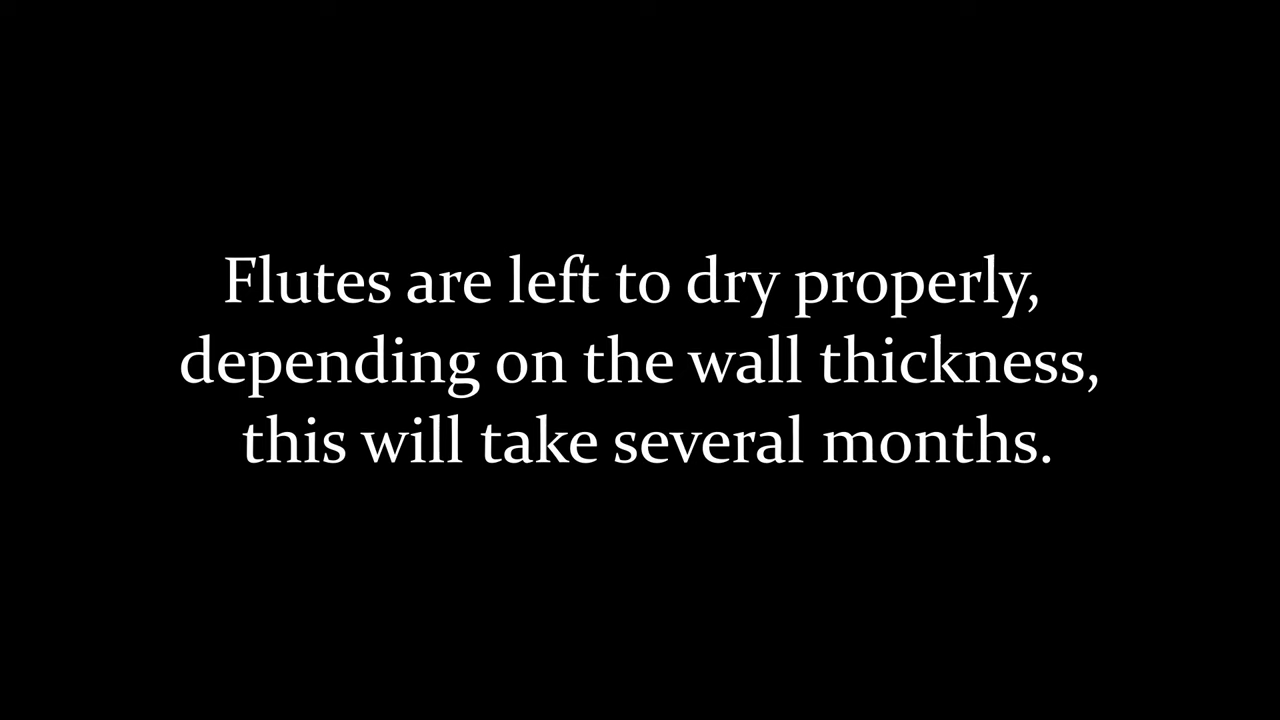 Flutes are left to dry properly,
depending on the wall thickness,
this will take several months.